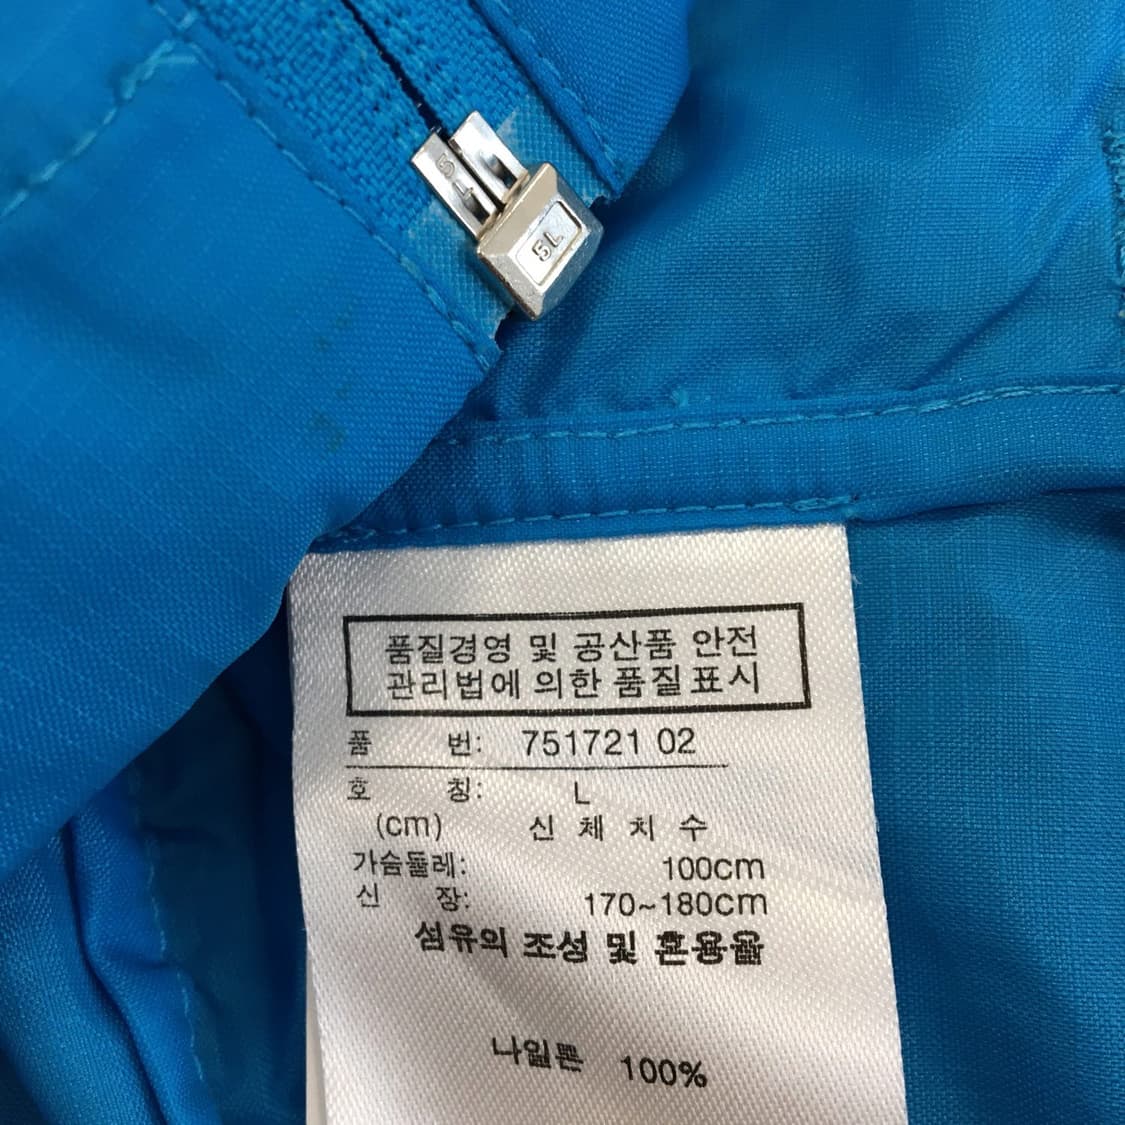 5L
5L
품질경영 및 공산품 안전
관리법에 의한 품질표시
품 번: 751721 02
호 칭: L
(cm) 신 체 치 수
가슴둘레: 100cm
신 장: 170~180cm
섬유의 조성 및 혼용율
나일론 100%